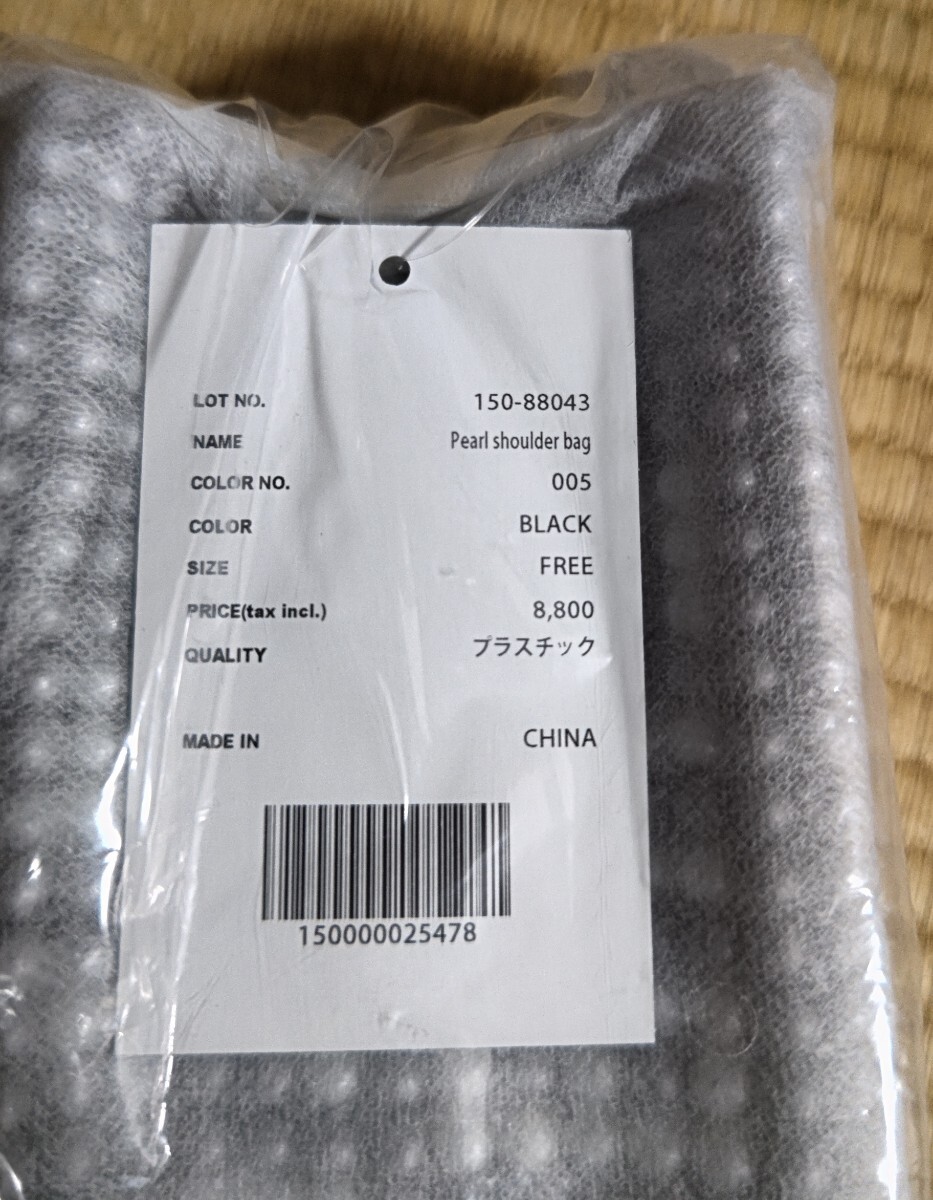 LOT NO. 150-88043
NAME Pearl shoulder bag
COLOR NO. 005
COLOR BLACK
SIZE FREE
PRICE(tax incl.) 8,800
QUALITY プラスチック
MADE IN CHINA
150000025478